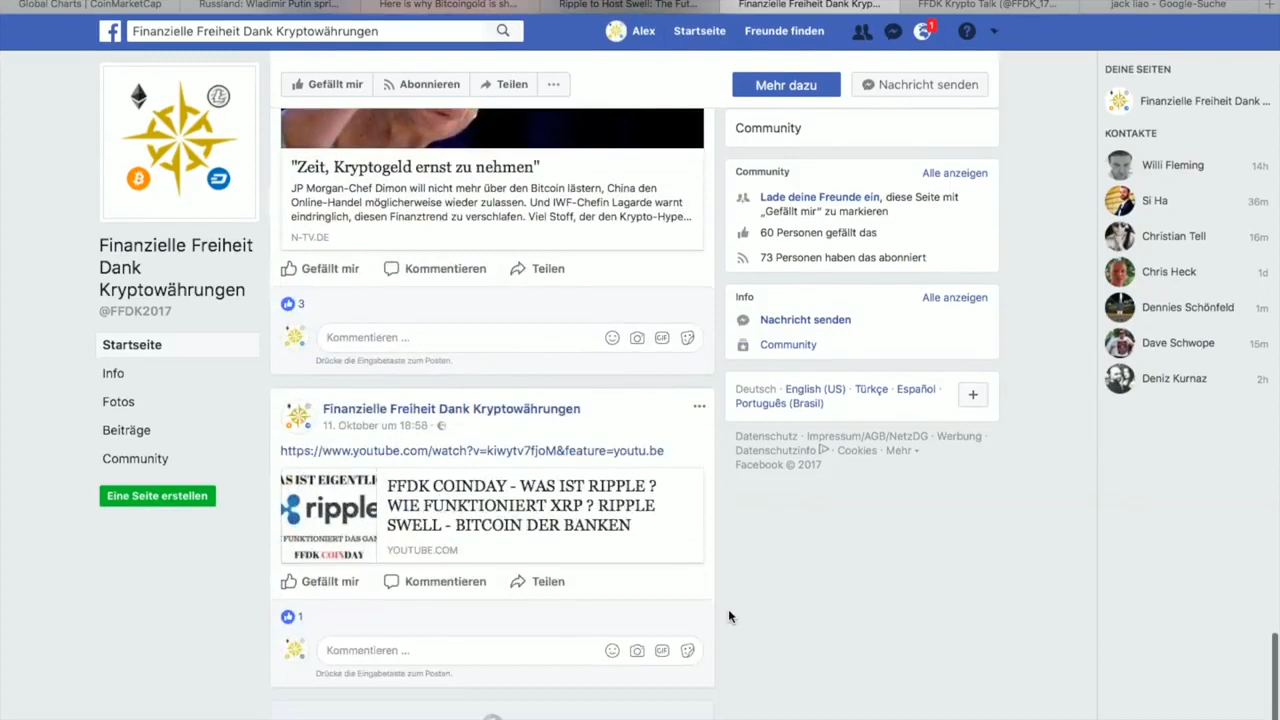 Global Charts | CoinMarketCap
Russland: Wladimir Putin spri...
Here is why Bitcoingold is sh...
Ripple to Host Swell: The Fut...
Finanzielle Freiheit Dank Kryp...
FFDK Krypto Talk (@FFDK_17...
jack liao - Google-Suche
Finanzielle Freiheit Dank Kryptowährungen
Alex
Startseite
Freunde finden
1
Gefällt mir
Abonnieren
Teilen
Mehr dazu
Nachricht senden
Finanzielle Freiheit
Dank
Kryptowährungen
@FFDK2017
Startseite
Info
Fotos
Beiträge
Community
Eine Seite erstellen
"Zeit, Kryptogeld ernst zu nehmen"
JP Morgan-Chef Dimon will nicht mehr über den Bitcoin lästern, China den
Online-Handel möglicherweise wieder zulassen. Und IWF-Chefin Lagarde warnt
eindringlich, diesen Finanztrend zu verschlafen. Viel Stoff, der den Krypto-Hype...
N-TV.DE
Gefällt mir Kommentieren Teilen
3
Kommentieren ...
Drücke die Eingabetaste zum Posten.
Finanzielle Freiheit Dank Kryptowährungen
11. Oktober um 18:58 ·
https://www.youtube.com/watch?v=kiwytv7fjoM&feature=youtu.be
AS IST EIGENTLI
ripple
FUNKTIONIERT DAS GAN
FFDK COINDAY
FFDK COINDAY - WAS IST RIPPLE ?
WIE FUNKTIONIERT XRP ? RIPPLE
SWELL - BITCOIN DER BANKEN
YOUTUBE.COM
Gefällt mir Kommentieren Teilen
1
Kommentieren ...
Drücke die Eingabetaste zum Posten.
Community
Community Alle anzeigen
Lade deine Freunde ein, diese Seite mit
„Gefällt mir“ zu markieren
60 Personen gefällt das
73 Personen haben das abonniert
Info Alle anzeigen
Nachricht senden
Community
Deutsch · English (US) · Türkçe · Español ·
Português (Brasil)
Datenschutz · Impressum/AGB/NetzDG · Werbung ·
Datenschutzinfo · Cookies · Mehr
Facebook © 2017
DEINE SEITEN
Finanzielle Freiheit Dank ...
KONTAKTE
Willi Fleming 14h
Si Ha 36m
Christian Tell 16m
Chris Heck 1d
Dennies Schönfeld 1m
Dave Schwope 15m
Deniz Kurnaz 2h